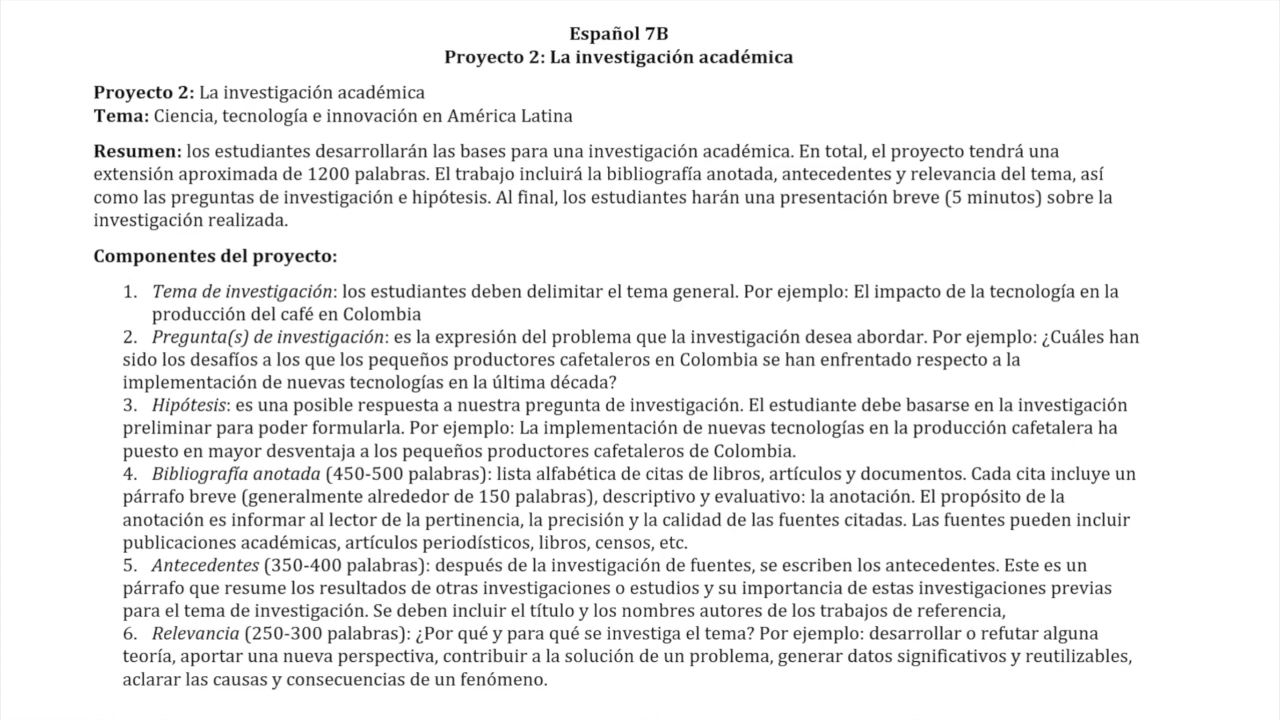 Español 7B
Proyecto 2: La investigación académica
Proyecto 2: La investigación académica
Tema: Ciencia, tecnología e innovación en América Latina
Resumen: los estudiantes desarrollarán las bases para una investigación académica. En total, el proyecto tendrá una
extensión aproximada de 1200 palabras. El trabajo incluirá la bibliografía anotada, antecedentes y relevancia del tema, así
como las preguntas de investigación e hipótesis. Al final, los estudiantes harán una presentación breve (5 minutos) sobre la
investigación realizada.
Componentes del proyecto:
1. Tema de investigación: los estudiantes deben delimitar el tema general. Por ejemplo: El impacto de la tecnología en la
producción del café en Colombia
2. Pregunta(s) de investigación: es la expresión del problema que la investigación desea abordar. Por ejemplo: ¿Cuáles han
sido los desafíos a los que los pequeños productores cafetaleros en Colombia se han enfrentado respecto a la
implementación de nuevas tecnologías en la última década?
3. Hipótesis: es una posible respuesta a nuestra pregunta de investigación. El estudiante debe basarse en la investigación
preliminar para poder formularla. Por ejemplo: La implementación de nuevas tecnologías en la producción cafetalera ha
puesto en mayor desventaja a los pequeños productores cafetaleros de Colombia.
4. Bibliografía anotada (450-500 palabras): lista alfabética de citas de libros, artículos y documentos. Cada cita incluye un
párrafo breve (generalmente alrededor de 150 palabras), descriptivo y evaluativo: la anotación. El propósito de la
anotación es informar al lector de la pertinencia, la precisión y la calidad de las fuentes citadas. Las fuentes pueden incluir
publicaciones académicas, artículos periodísticos, libros, censos, etc.
5. Antecedentes (350-400 palabras): después de la investigación de fuentes, se escriben los antecedentes. Este es un
párrafo que resume los resultados de otras investigaciones o estudios y su importancia de estas investigaciones previas
para el tema de investigación. Se deben incluir el título y los nombres autores de los trabajos de referencia,
6. Relevancia (250-300 palabras): ¿Por qué y para qué se investiga el tema? Por ejemplo: desarrollar o refutar alguna
teoría, aportar una nueva perspectiva, contribuir a la solución de un problema, generar datos significativos y reutilizables,
aclarar las causas y consecuencias de un fenómeno.